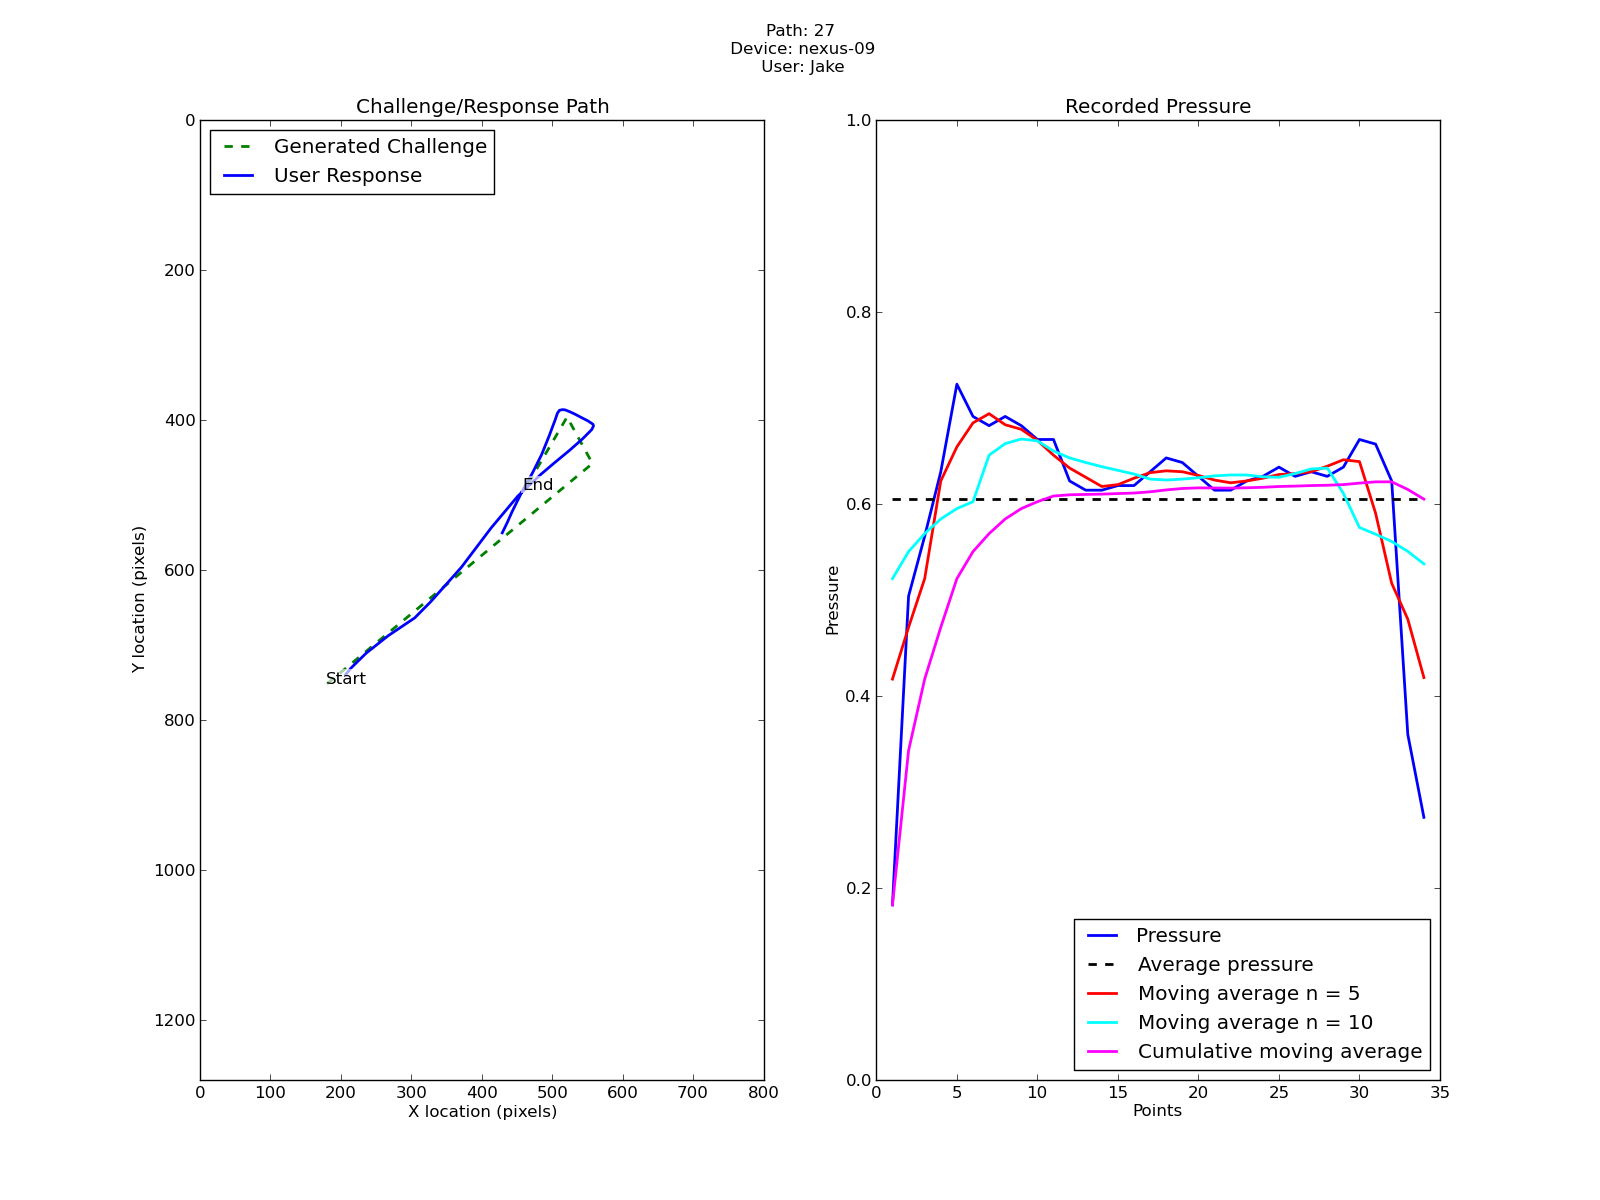 Path: 27
Device: nexus-09
User: Jake
Challenge/Response Path
Generated Challenge
User Response
0
200
400
600
800
1000
1200
Y location (pixels)
End
Start
0 100 200 300 400 500 600 700 800
X location (pixels)
Recorded Pressure
1.0
0.8
0.6
0.4
0.2
0.0
Pressure
Pressure
Average pressure
Moving average n = 5
Moving average n = 10
Cumulative moving average
0 5 10 15 20 25 30 35
Points